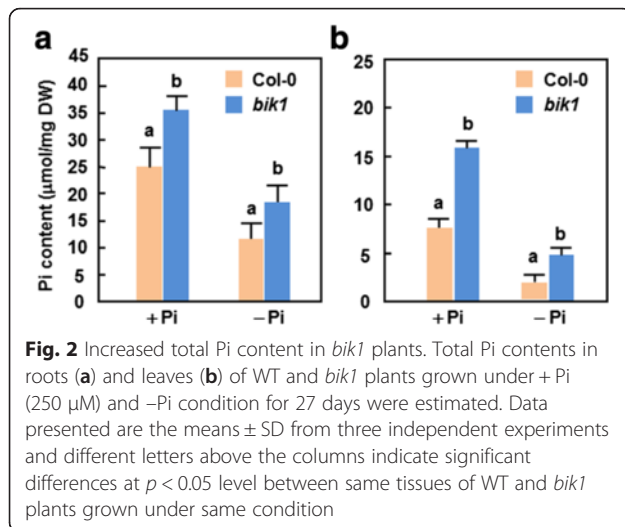 a
b
Pi content (µmol/mg DW)
45
40
35
30
25
20
15
10
5
0
Col-0
bik1
a
b
a
b
+Pi
−Pi
25
20
15
10
5
0
Col-0
bik1
a
b
a
b
+Pi
−Pi
Fig. 2 Increased total Pi content in bik1 plants. Total Pi contents in
roots (a) and leaves (b) of WT and bik1 plants grown under + Pi
(250 μM) and –Pi condition for 27 days were estimated. Data
presented are the means ± SD from three independent experiments
and different letters above the columns indicate significant
differences at p < 0.05 level between same tissues of WT and bik1
plants grown under same condition